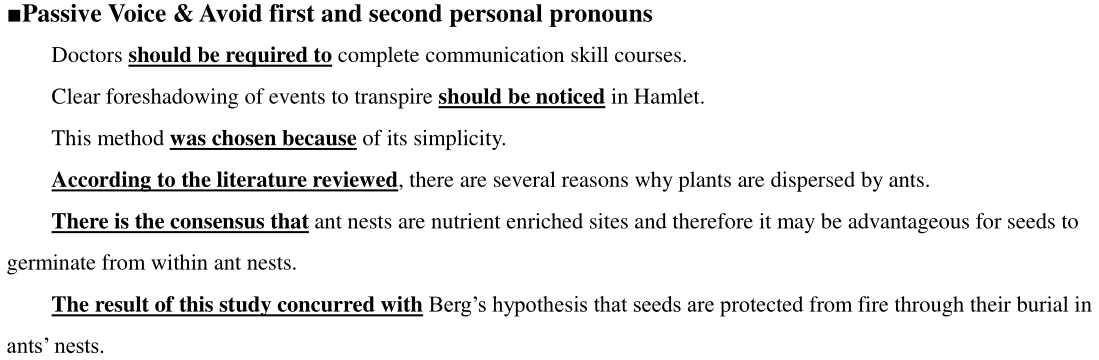 ■Passive Voice & Avoid first and second personal pronouns
Doctors should be required to complete communication skill courses.
Clear foreshadowing of events to transpire should be noticed in Hamlet.
This method was chosen because of its simplicity.
According to the literature reviewed, there are several reasons why plants are dispersed by ants.
There is the consensus that ant nests are nutrient enriched sites and therefore it may be advantageous for seeds to
germinate from within ant nests.
The result of this study concurred with Berg’s hypothesis that seeds are protected from fire through their burial in
ants’ nests.